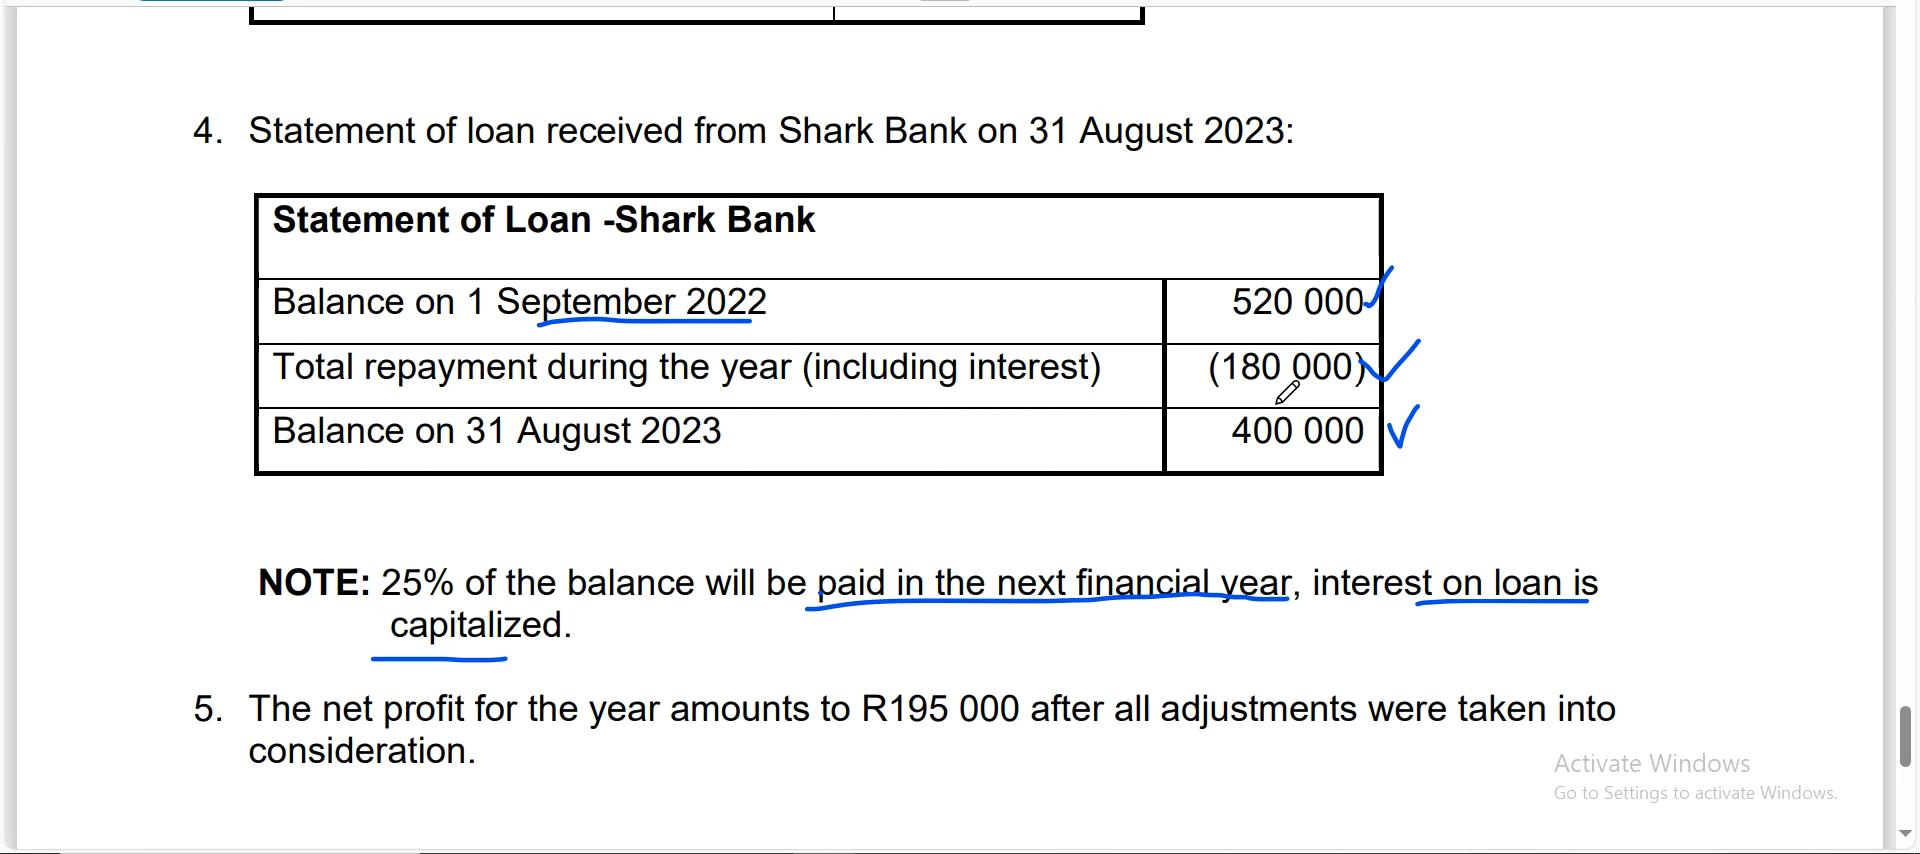 4. Statement of loan received from Shark Bank on 31 August 2023:
Statement of Loan -Shark Bank
Balance on 1 September 2022 520 000
Total repayment during the year (including interest) (180 000)
Balance on 31 August 2023 400 000
NOTE: 25% of the balance will be paid in the next financial year, interest on loan is
capitalized.
5. The net profit for the year amounts to R195 000 after all adjustments were taken into
consideration.
Activate Windows
Go to Settings to activate Windows.